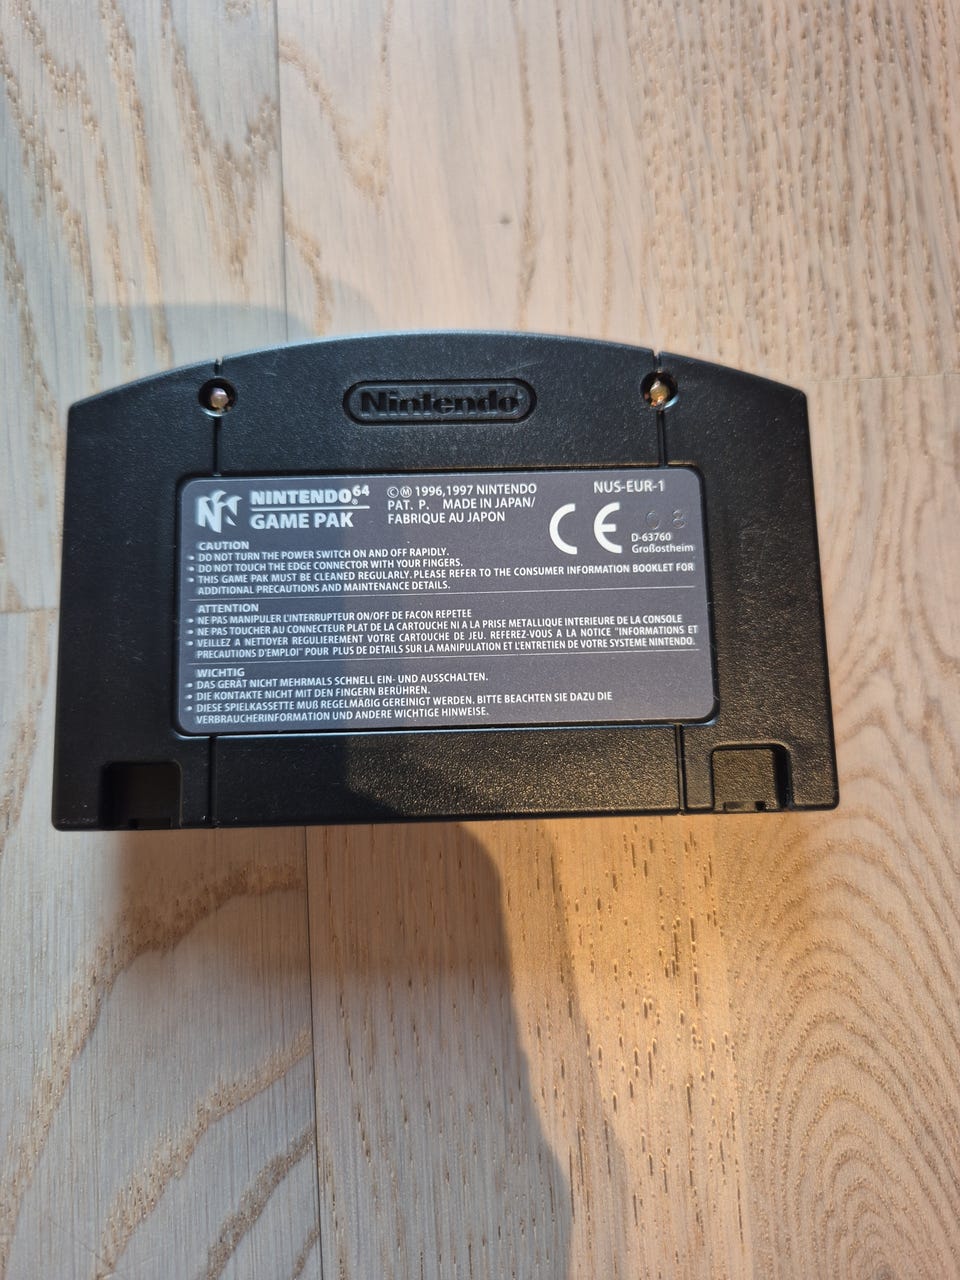 Nintendo
NINTENDO 64
GAME PAK
© Ⓜ 1996,1997 NINTENDO
PAT. P. MADE IN JAPAN/
FABRIQUE AU JAPON
NUS-EUR-1
CE
D-63760
Großostheim
CAUTION
• DO NOT TURN THE POWER SWITCH ON AND OFF RAPIDLY.
• DO NOT TOUCH THE EDGE CONNECTOR WITH YOUR FINGERS.
• THIS GAME PAK MUST BE CLEANED REGULARLY. PLEASE REFER TO THE CONSUMER INFORMATION BOOKLET FOR
ADDITIONAL PRECAUTIONS AND MAINTENANCE DETAILS.
ATTENTION
• NE PAS MANIPULER L'INTERRUPTEUR ON/OFF DE FACON REPETEE
• NE PAS TOUCHER AU CONNECTEUR PLAT DE LA CARTOUCHE NI A LA PRISE METALLIQUE INTERIEURE DE LA CONSOLE
• VEILLEZ A NETTOYER REGULIEREMENT VOTRE CARTOUCHE DE JEU. REFEREZ-VOUS A LA NOTICE "INFORMATIONS ET
PRECAUTIONS D'EMPLOI" POUR PLUS DE DETAILS SUR LA MANIPULATION ET L'ENTRETIEN DE VOTRE SYSTEME NINTENDO.
WICHTIG
• DAS GERÄT NICHT MEHRMALS SCHNELL EIN- UND AUSSCHALTEN.
• DIE KONTAKTE NICHT MIT DEN FINGERN BERÜHREN.
• DIESE SPIELKASSETTE MUß REGELMÄßIG GEREINIGT WERDEN. BITTE BEACHTEN SIE DAZU DIE
VERBRAUCHERINFORMATION UND ANDERE WICHTIGE HINWEISE.